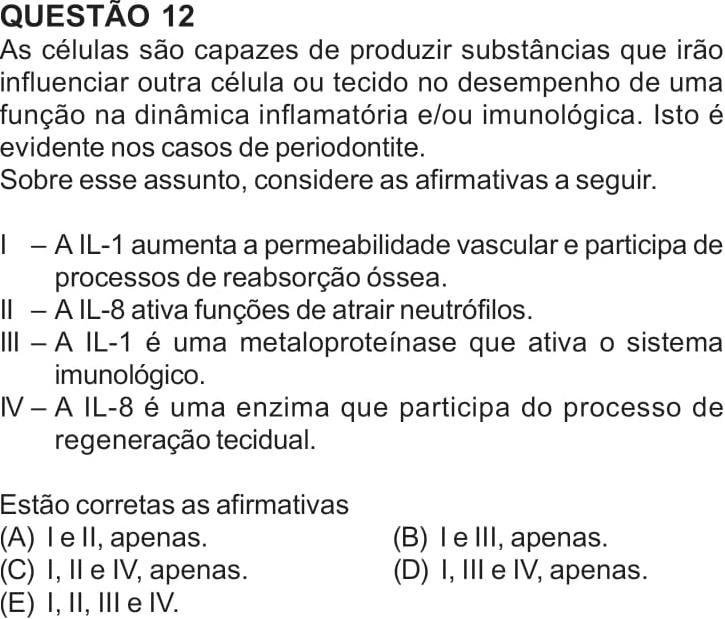 QUESTÃO 12
As células são capazes de produzir substâncias que irão
influenciar outra célula ou tecido no desempenho de uma
função na dinâmica inflamatória e/ou imunológica. Isto é
evidente nos casos de periodontite.
Sobre esse assunto, considere as afirmativas a seguir.
I – A IL-1 aumenta a permeabilidade vascular e participa de
processos de reabsorção óssea.
II – A IL-8 ativa funções de atrair neutrófilos.
III – A IL-1 é uma metaloproteínase que ativa o sistema
imunológico.
IV – A IL-8 é uma enzima que participa do processo de
regeneração tecidual.
Estão corretas as afirmativas
(A) I e II, apenas. (B) I e III, apenas.
(C) I, II e IV, apenas. (D) I, III e IV, apenas.
(E) I, II, III e IV.